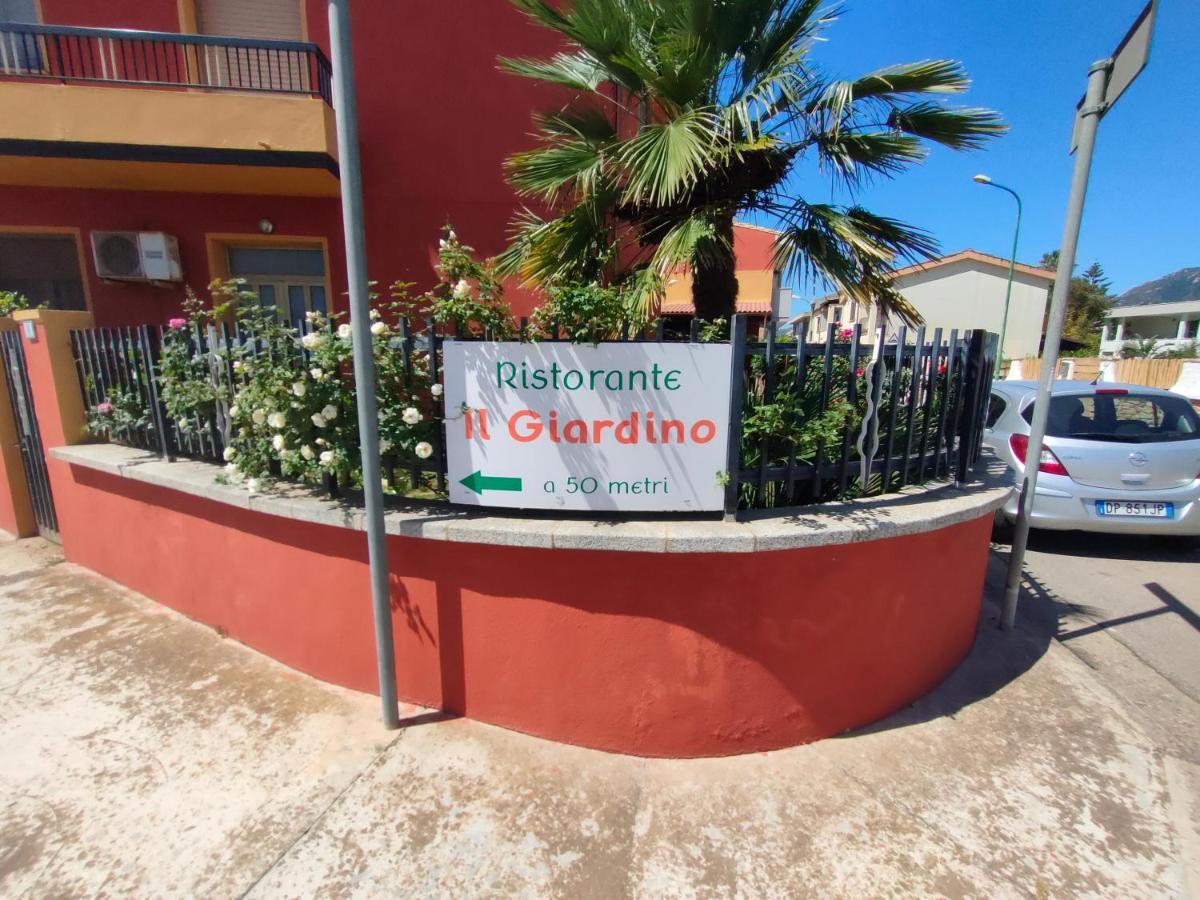 Ristorante
Il Giardino
a 50 metri
DP 851JP